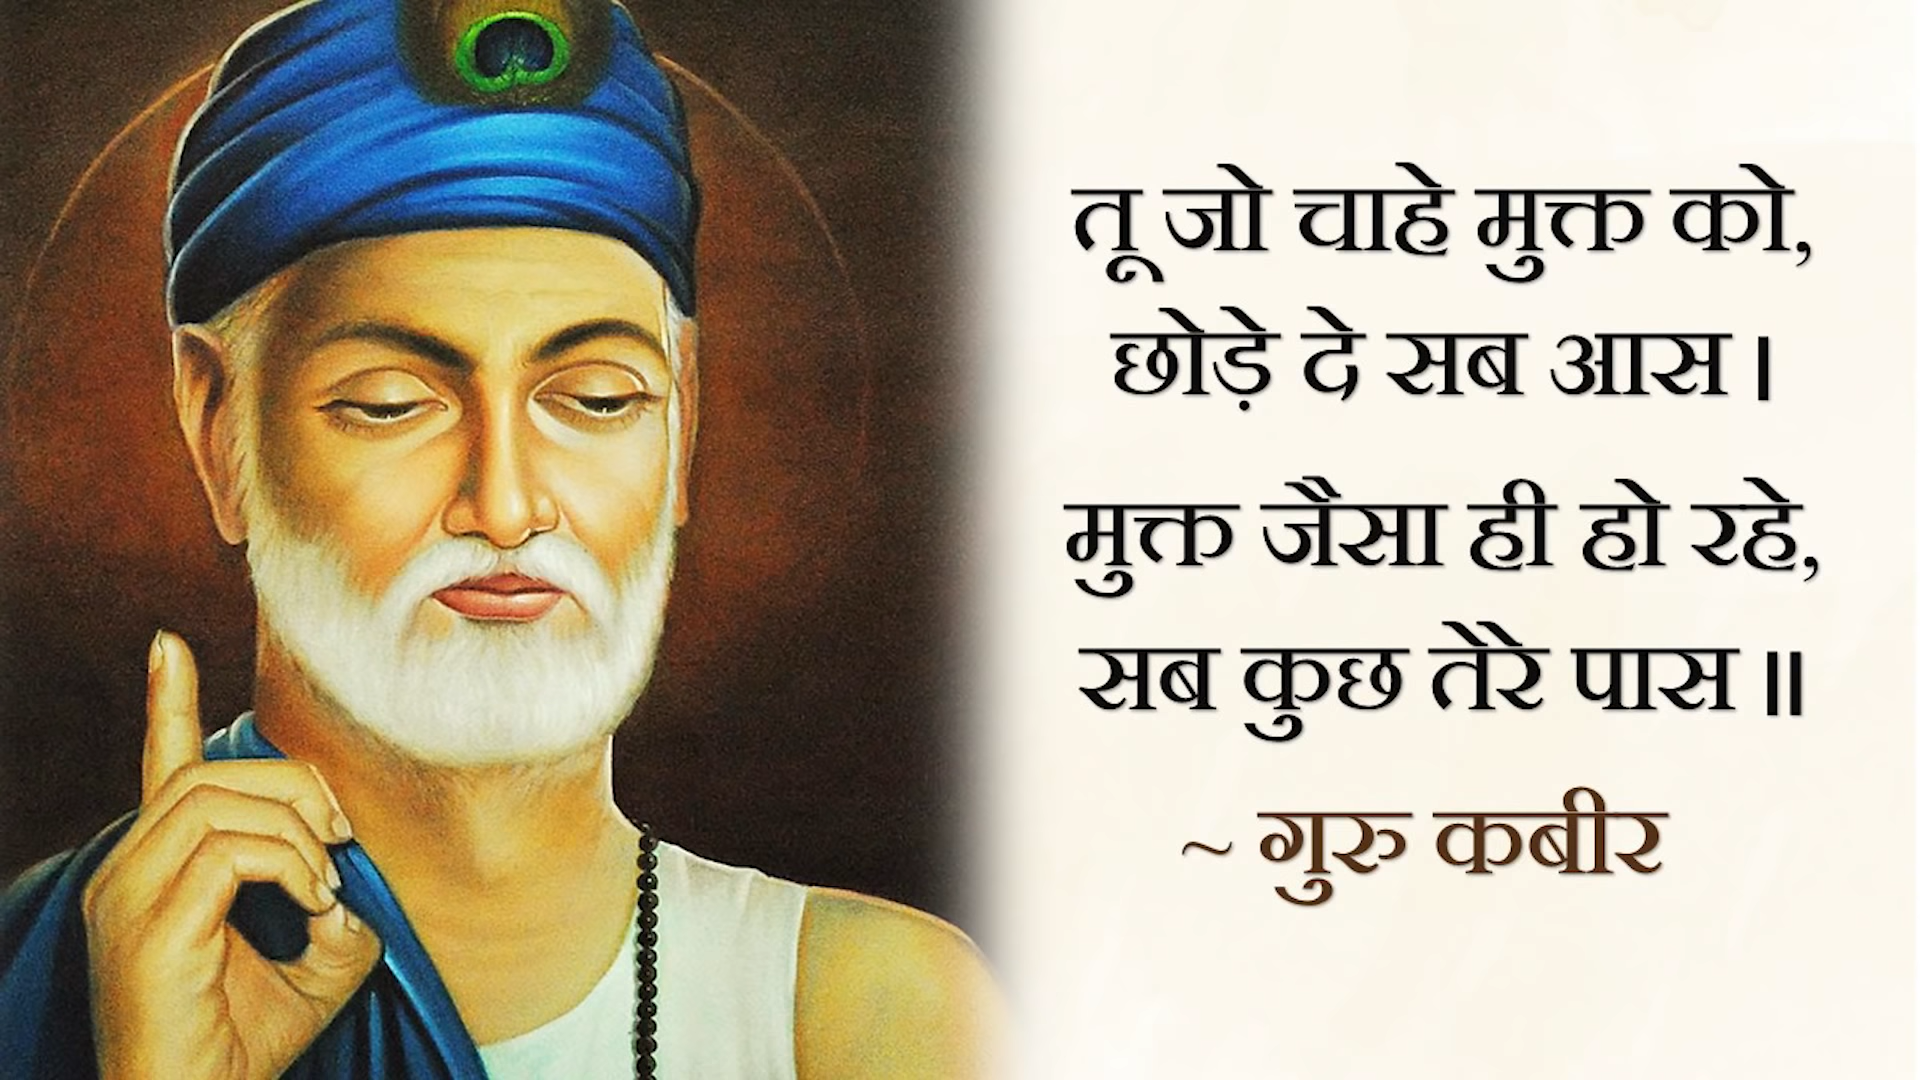 तू जो चाहे मुक्त को,
छोड़े दे सब आस ।
मुक्त जैसा ही हो रहे,
सब कुछ तेरे पास ॥
~ गुरु कबीर